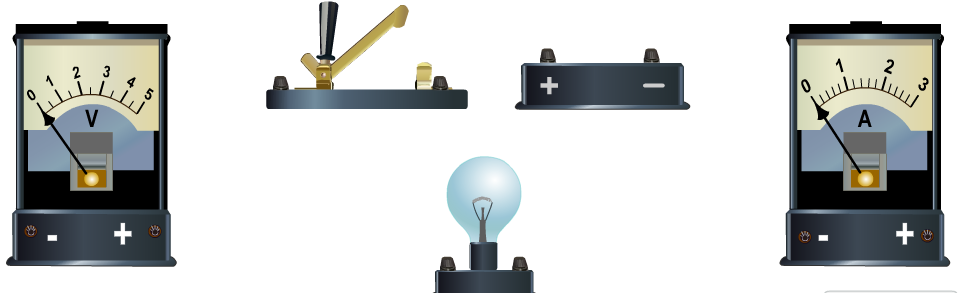 0 1 2 3 4 5
V
- +
+ −
0 1 2 3
A
- +